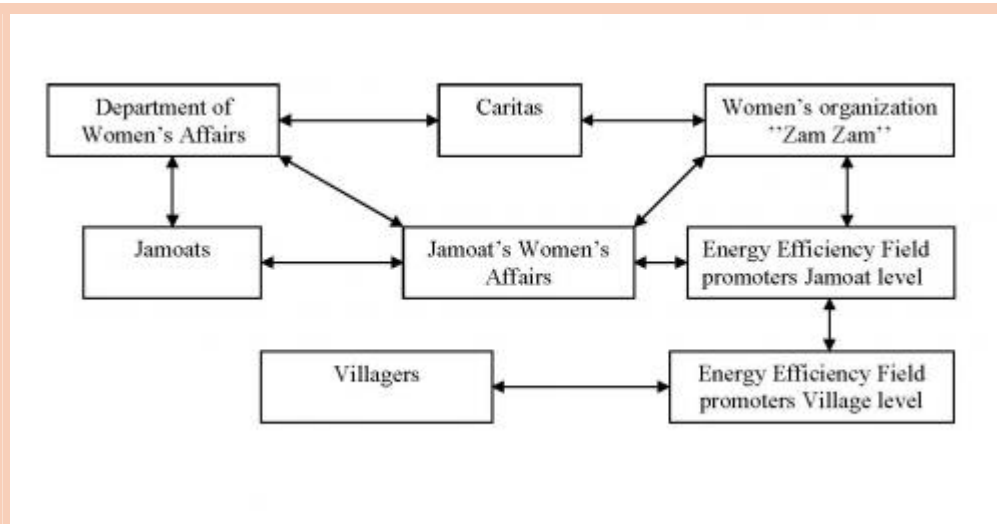 Department of
Women's Affairs
Caritas
Women's organization
''Zam Zam''
Jamoats
Jamoat's Women's
Affairs
Energy Efficiency Field
promoters Jamoat level
Villagers
Energy Efficiency Field
promoters Village level